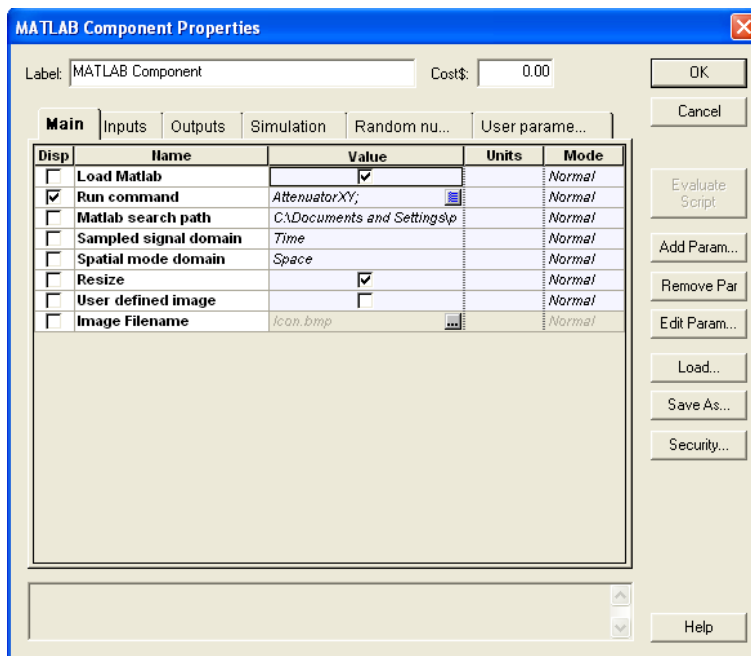 MATLAB Component Properties
Label: MATLAB Component Cost$: 0.00 OK
Cancel
Main Inputs Outputs Simulation Random nu... User parame...
Disp Name Value Units Mode
Load Matlab Normal
Run command AttenuatorXY; Normal
Matlab search path C:\Documents and Settings\p Normal
Sampled signal domain Time Normal
Spatial mode domain Space Normal
Resize Normal
User defined image Normal
Image Filename Icon.bmp ... Normal
Evaluate
Script
Add Param...
Remove Par
Edit Param...
Load...
Save As...
Security...
Help